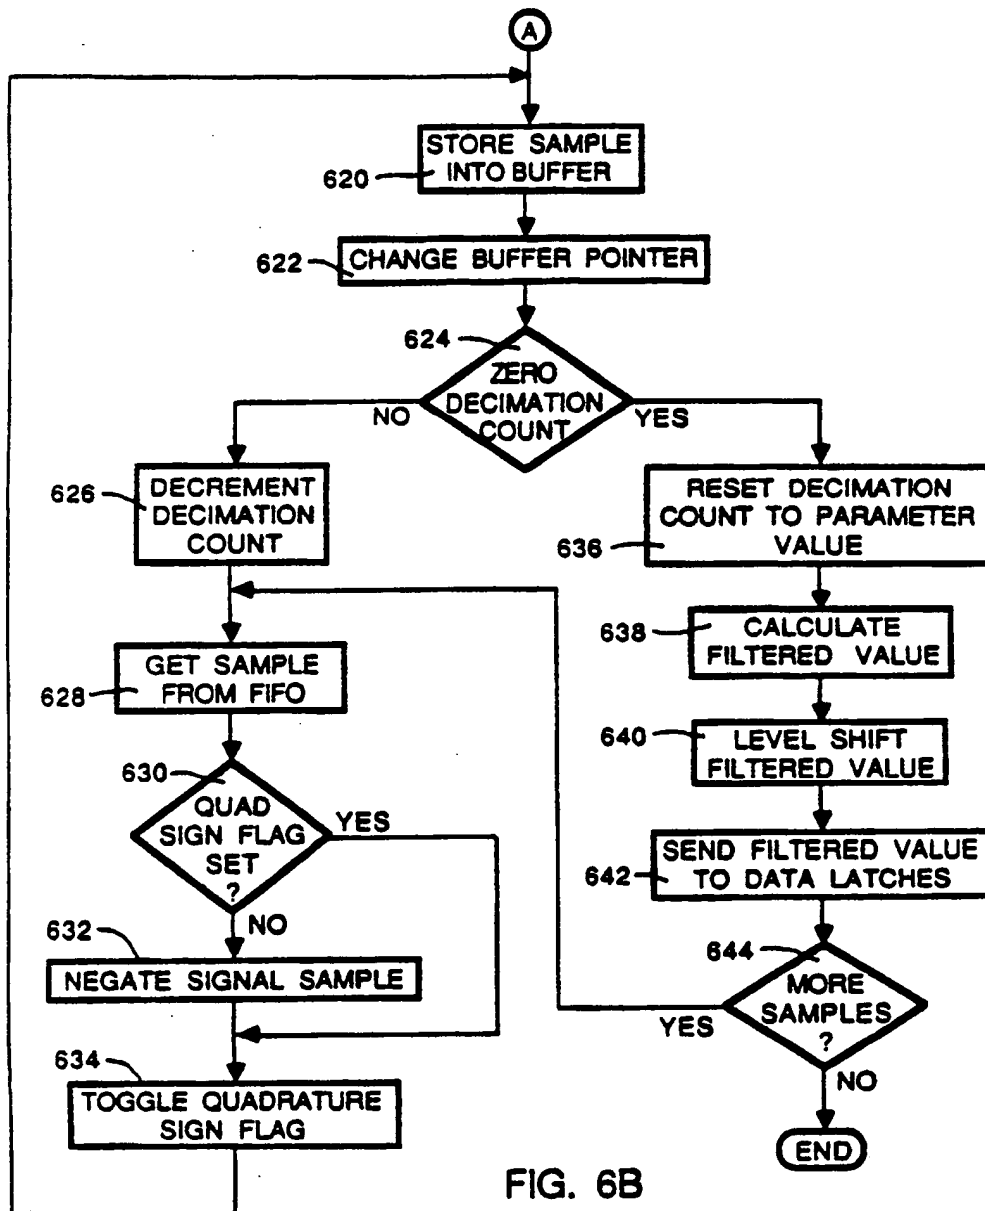 A
STORE SAMPLE
INTO BUFFER
620
622
CHANGE BUFFER POINTER
624
ZERO
DECIMATION
COUNT
NO
YES
626
DECREMENT
DECIMATION
COUNT
RESET DECIMATION
COUNT TO PARAMETER
VALUE
636
628
GET SAMPLE
FROM FIFO
638
CALCULATE
FILTERED VALUE
640
LEVEL SHIFT
FILTERED VALUE
630
QUAD
SIGN FLAG
SET
?
YES
NO
642
SEND FILTERED VALUE
TO DATA LATCHES
632
NEGATE SIGNAL SAMPLE
644
MORE
SAMPLES
?
YES
NO
634
TOGGLE QUADRATURE
SIGN FLAG
END
FIG. 6B